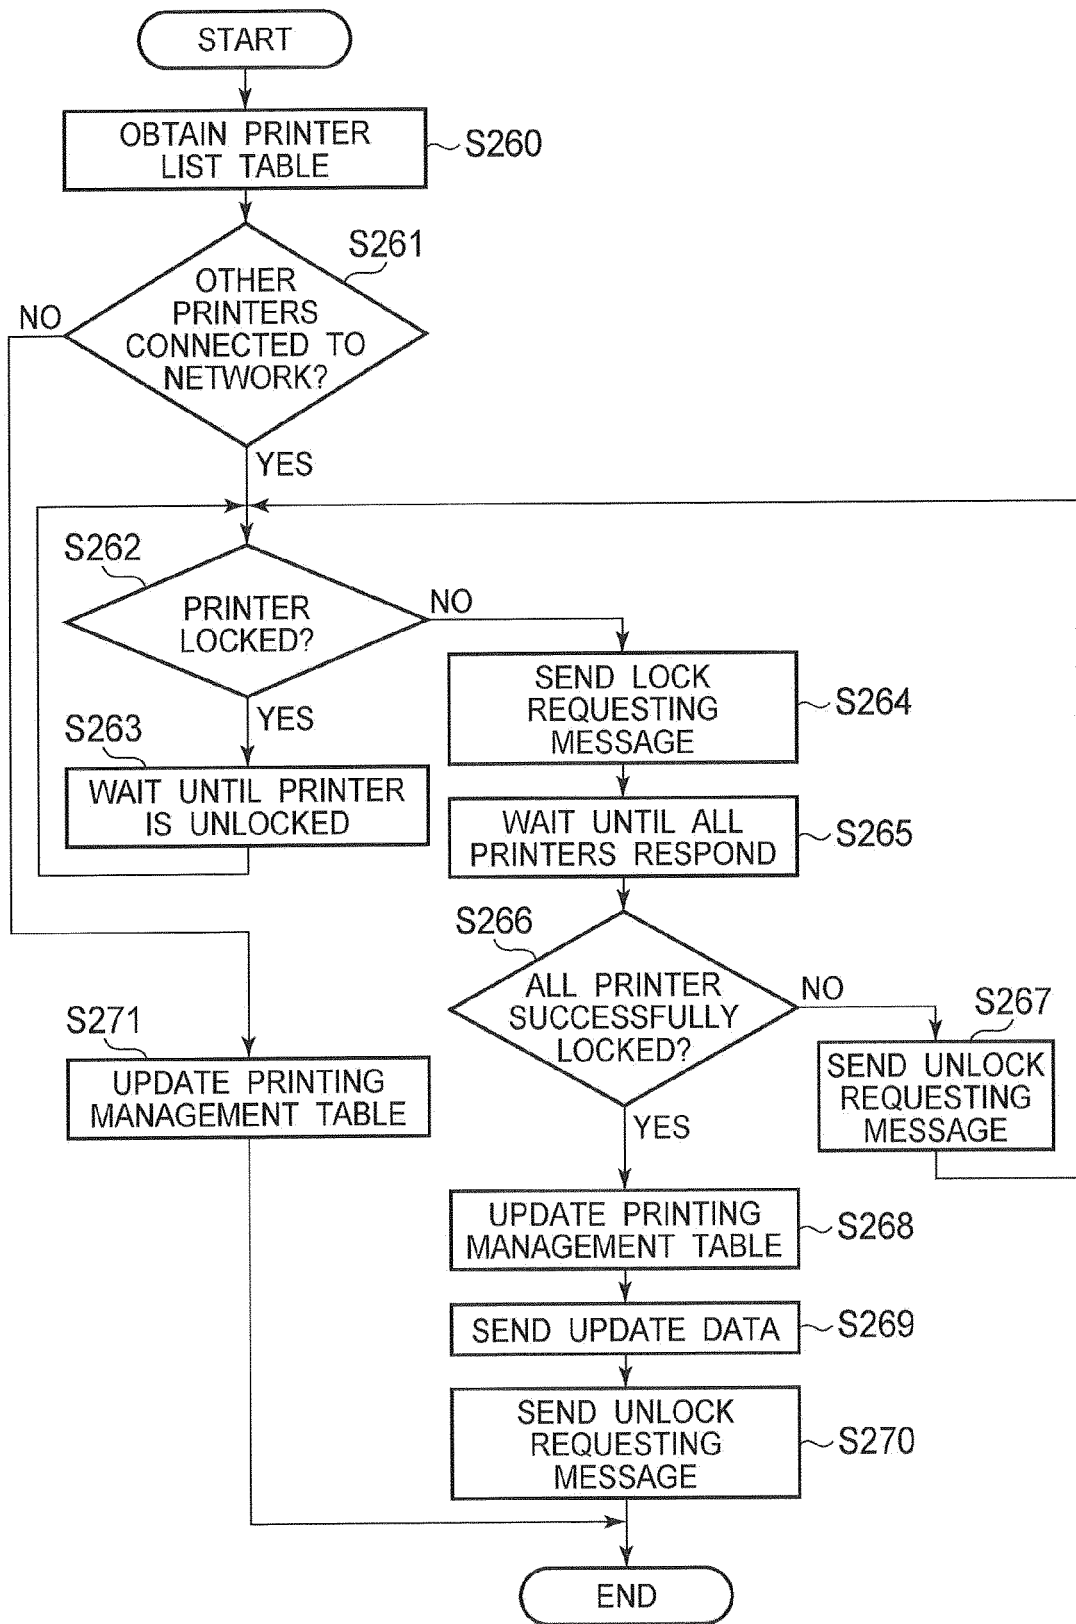 START
OBTAIN PRINTER
LIST TABLE
S260
S261
OTHER
PRINTERS
CONNECTED TO
NETWORK?
NO
YES
S262
PRINTER
LOCKED?
NO
YES
S263
WAIT UNTIL PRINTER
IS UNLOCKED
SEND LOCK
REQUESTING
MESSAGE
S264
WAIT UNTIL ALL
PRINTERS RESPOND
S265
S266
ALL PRINTER
SUCCESSFULLY
LOCKED?
NO
YES
S267
SEND UNLOCK
REQUESTING
MESSAGE
S271
UPDATE PRINTING
MANAGEMENT TABLE
UPDATE PRINTING
MANAGEMENT TABLE
S268
SEND UPDATE DATA
S269
SEND UNLOCK
REQUESTING
MESSAGE
S270
END